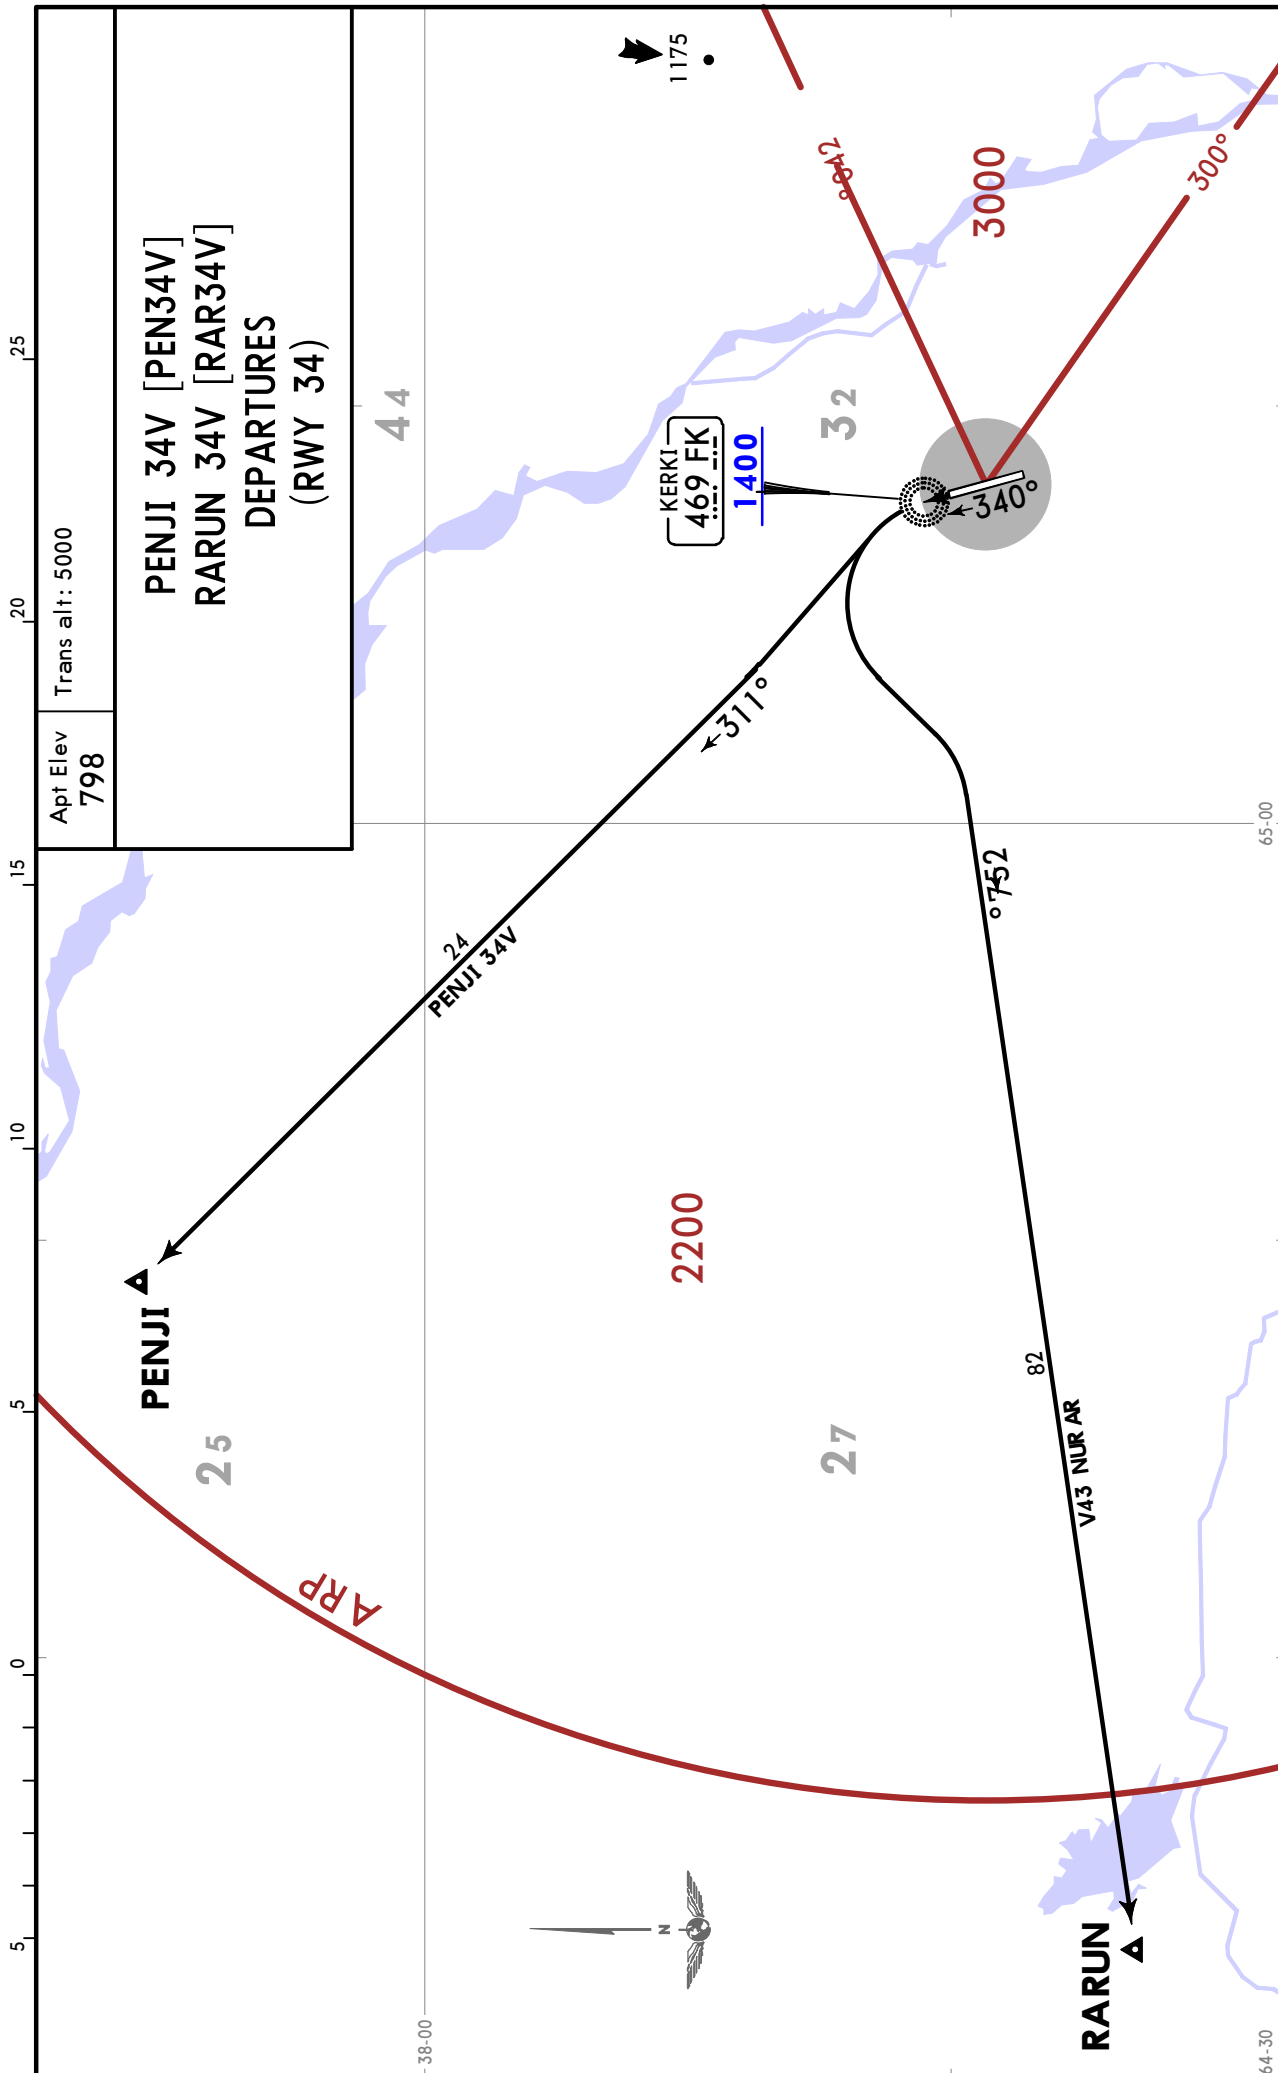 5
0
5
10
15
20
25
Apt Elev
798
Trans alt: 5000
PENJI 34V [PEN34V]
RARUN 34V [RAR34V]
DEPARTURES
(RWY 34)
PENJI
25
ARP
44
38-00
24
PENJI 34V
1175
KERKI
469 FK
1400
311°
2200
32
27
3000
340°
300°
82
V43 NUR AR
RARUN
N
64-30
65-00